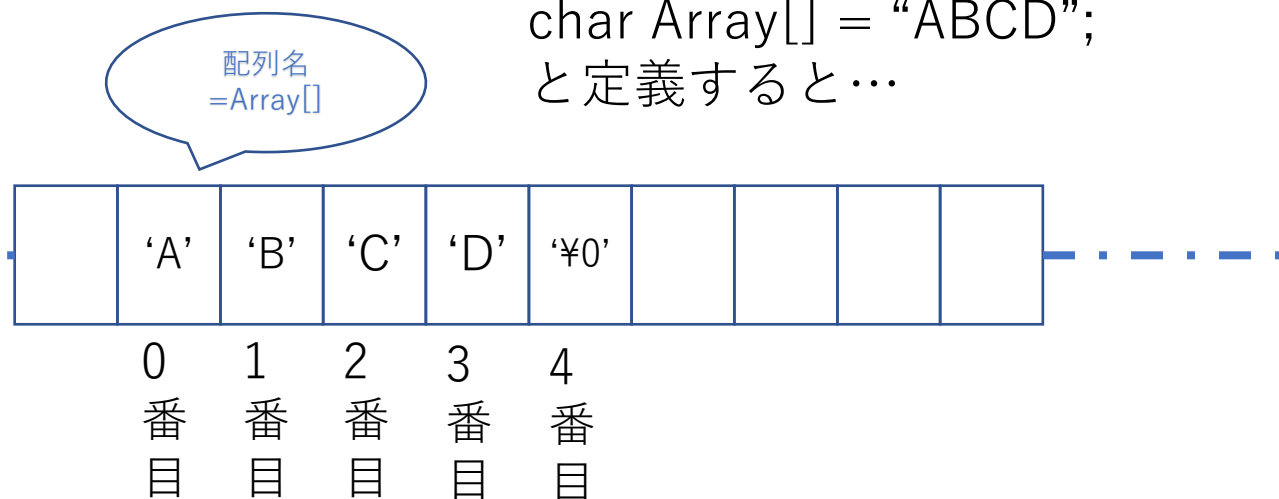 char Array[] = “ABCD”;
と定義すると…
配列名
=Array[]
‘A’ ‘B’ ‘C’ ‘D’ ‘¥0’
0 1 2 3 4
番 番 番 番 番
目 目 目 目 目